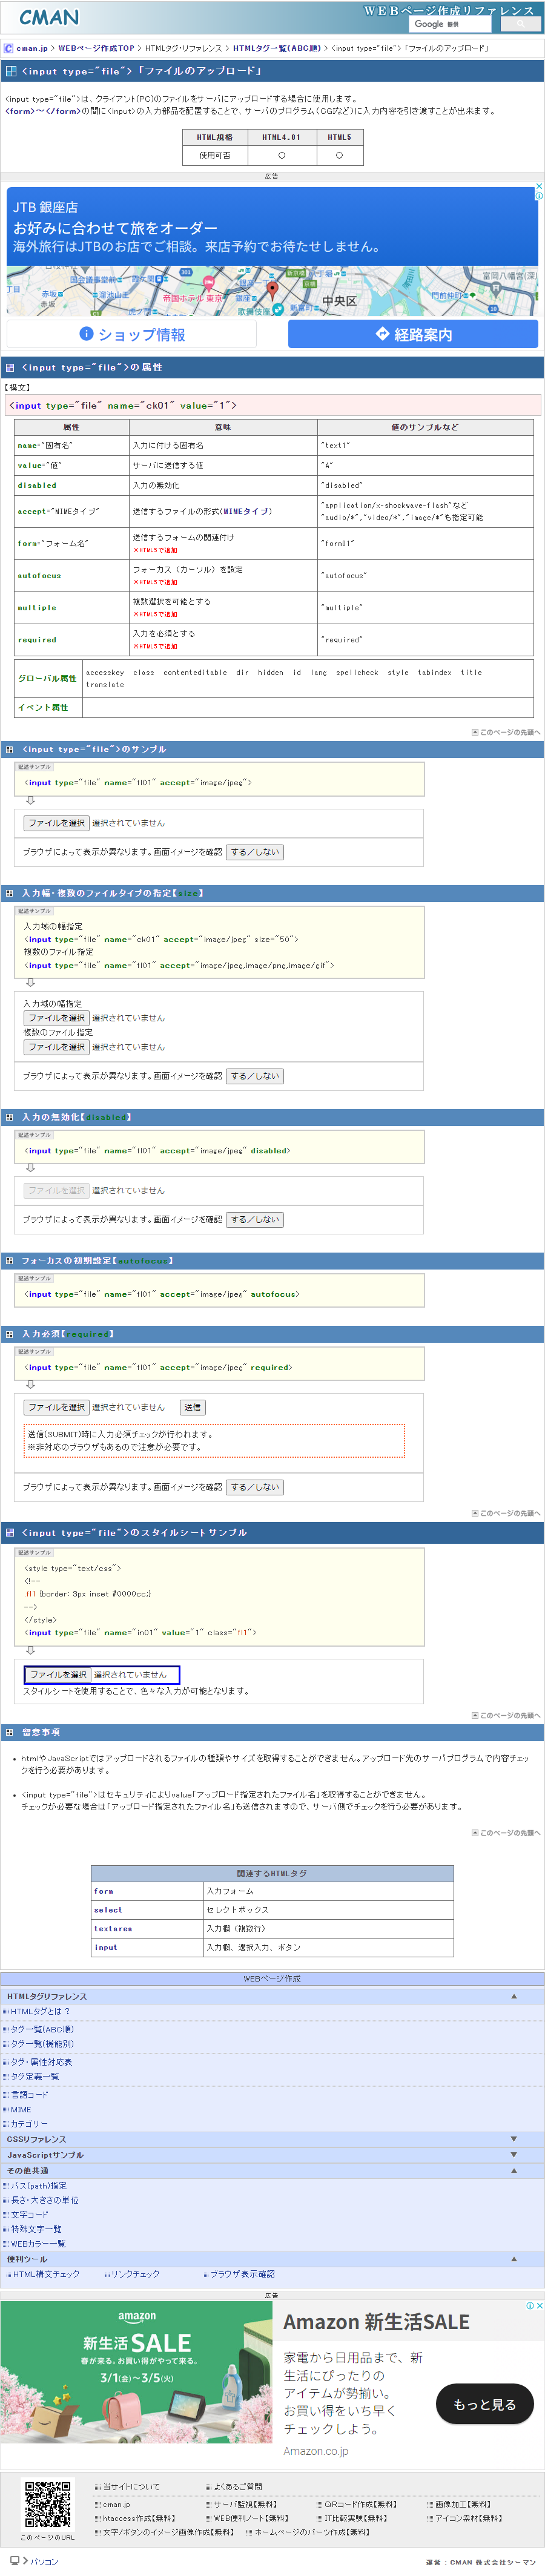 CMAN
WEBページ作成リファレンス
Google 提供
cman.jp > WEBページ作成TOP > HTMLタグ・リファレンス > HTMLタグ一覧(ABC順) > <input type="file"> 「ファイルのアップロード」
<input type="file"> 「ファイルのアップロード」
<input type="file">は、クライアント(PC)のファイルをサーバにアップロードする場合に使用します。
<form>～</form>の間に<input>の入力部品を配置することで、サーバのプログラム(CGIなど)に入力内容を引き渡すことが出来ます。
HTML規格 HTML4.01 HTML5
使用可否 ○ ○
広告
JTB 銀座店
お好みに合わせて旅をオーダー
海外旅行はJTBのお店でご相談。来店予約でお待たせしません。
国会議事堂前
赤坂
溜池山王
霞ケ関
帝国ホテル 東京
銀座
歌舞伎座
新富町
八丁堀
中央区
門前仲町
富岡八幡宮
ショップ情報
経路案内
<input type="file">の属性
【構文】
<input type="file" name="ck01" value="1">
属性 意味 値のサンプルなど
name="固有名" 入力に付ける固有名 "text1"
value="値" サーバに送信する値 "A"
disabled 入力の無効化 "disabled"
accept="MIMEタイプ" 送信するファイルの形式(MIMEタイプ) "application/x-shockwave-flash"など
"audio/*","video/*","image/*"も指定可能
form="フォーム名" 送信するフォームの関連付け
※HTML5で追加 "form01"
autofocus フォーカス（カーソル）を設定
※HTML5で追加 "autofocus"
multiple 複数選択を可能とする
※HTML5で追加 "multiple"
required 入力を必須とする
※HTML5で追加 "required"
グローバル属性 accesskey class contenteditable dir hidden id lang spellcheck style tabindex title
translate
イベント属性
このページの先頭へ
<input type="file">のサンプル
記述サンプル
<input type="file" name="fl01" accept="image/jpeg">
ファイルを選択 選択されていません
ブラウザによって表示が異なります。画面イメージを確認 する／しない
入力幅・複数のファイルタイプの指定【size】
記述サンプル
入力域の幅指定
<input type="file" name="ck01" accept="image/jpeg" size="50">
複数のファイル指定
<input type="file" name="fl01" accept="image/jpeg,image/png,image/gif">
入力域の幅指定
ファイルを選択 選択されていません
複数のファイル指定
ファイルを選択 選択されていません
ブラウザによって表示が異なります。画面イメージを確認 する／しない
入力の無効化【disabled】
記述サンプル
<input type="file" name="fl01" accept="image/jpeg" disabled>
ファイルを選択 選択されていません
ブラウザによって表示が異なります。画面イメージを確認 する／しない
フォーカスの初期設定【autofocus】
記述サンプル
<input type="file" name="fl01" accept="image/jpeg" autofocus>
入力必須【required】
記述サンプル
<input type="file" name="fl01" accept="image/jpeg" required>
ファイルを選択 選択されていません 送信
送信(SUBMIT)時に入力必須チェックが行われます。
※非対応のブラウザもあるので注意が必要です。
ブラウザによって表示が異なります。画面イメージを確認 する／しない
このページの先頭へ
<input type="file">のスタイルシートサンプル
記述サンプル
<style type="text/css">
<!--
.fl1 {border: 3px inset #0000cc;}
-->
</style>
<input type="file" name="in01" value="1" class="fl1">
ファイルを選択 選択されていません
スタイルシートを使用することで、色々な入力が可能となります。
このページの先頭へ
留意事項
• htmlやJavaScriptではアップロードされるファイルの種類やサイズを取得することができません。アップロード先のサーバプログラムで内容チェックを行う必要があります。
• <input type="file">はセキュリティによりvalue「アップロード指定されたファイル名」を取得することができません。
チェックが必要な場合は「アップロード指定されたファイル名」も送信されますので、サーバ側でチェックを行う必要があります。
このページの先頭へ
関連するHTMLタグ
form 入力フォーム
select セレクトボックス
textarea 入力欄（複数行）
input 入力欄、選択入力、ボタン
WEBページ作成
HTMLタグリファレンス ▲
HTMLタグとは？
タグ一覧(ABC順)
タグ一覧(機能別)
タグ・属性対応表
タグ定義一覧
言語コード
MIME
カテゴリー
CSSリファレンス ▼
JavaScriptサンプル ▼
その他共通 ▲
パス(path)指定
長さ・大きさの単位
文字コード
特殊文字一覧
WEBカラー一覧
便利ツール ▲
HTML構文チェック リンクチェック ブラウザ表示確認
広告
amazon
新生活SALE
春が来る。お買い得がやって来る。
3/1(金)～3/5(火)
Amazon 新生活SALE
家電から日用品まで、新
生活にぴったりの
アイテムが勢揃い。
お買い得をいち早く
チェックしよう。
Amazon.co.jp
もっと見る
このページのURL
当サイトについて よくあるご質問
cman.jp サーバ監視【無料】 QRコード作成【無料】 画像加工【無料】
htaccess作成【無料】 WEB便利ノート【無料】 IT比較実験【無料】 アイコン素材【無料】
文字/ボタンのイメージ画像作成【無料】 ホームページのパーツ作成【無料】
> パソコン
運営：CMAN 株式会社シーマン